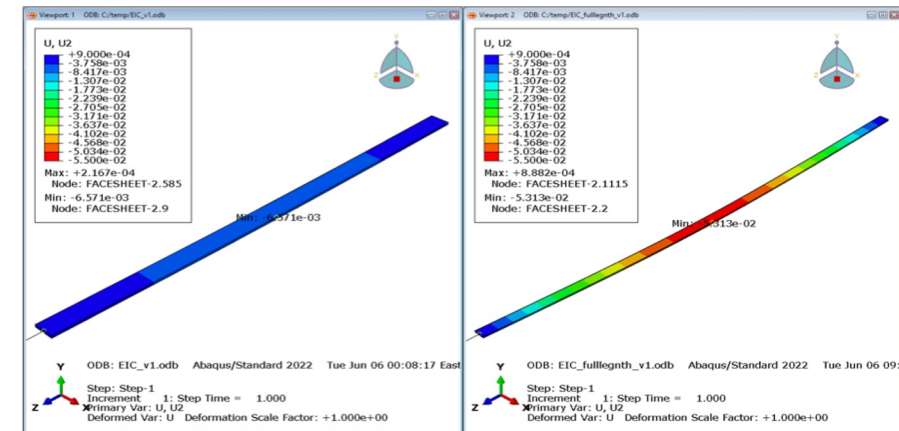 Viewport: 1 ODB: C:/temp/EIC_v1.odb
U, U2
+9.000e-04
-3.758e-03
-8.417e-03
-1.307e-02
-1.773e-02
-2.239e-02
-2.705e-02
-3.171e-02
-3.637e-02
-4.102e-02
-4.568e-02
-5.034e-02
-5.500e-02
Max: +2.167e-04
Node: FACESHEET-2.585
Min: -6.571e-03
Node: FACESHEET-2.9
Y
Z X
Min: -6.571e-03
Y
Z X
ODB: EIC_v1.odb Abaqus/Standard 2022 Tue Jun 06 00:08:17 East
Step: Step-1
Increment 1: Step Time = 1.000
Primary Var: U, U2
Deformed Var: U Deformation Scale Factor: +1.000e+00
Viewport: 2 ODB: C:/temp/EIC_fulllegnth_v1.odb
U, U2
+9.000e-04
-3.758e-03
-8.417e-03
-1.307e-02
-1.773e-02
-2.239e-02
-2.705e-02
-3.171e-02
-3.637e-02
-4.102e-02
-4.568e-02
-5.034e-02
-5.500e-02
Max: +8.882e-04
Node: FACESHEET-2.1115
Min: -5.313e-02
Node: FACESHEET-2.2
Y
Z X
Min: -5.313e-02
Y
Z X
ODB: EIC_fulllegnth_v1.odb Abaqus/Standard 2022 Tue Jun 06 09:
Step: Step-1
Increment 1: Step Time = 1.000
Primary Var: U, U2
Deformed Var: U Deformation Scale Factor: +1.000e+00